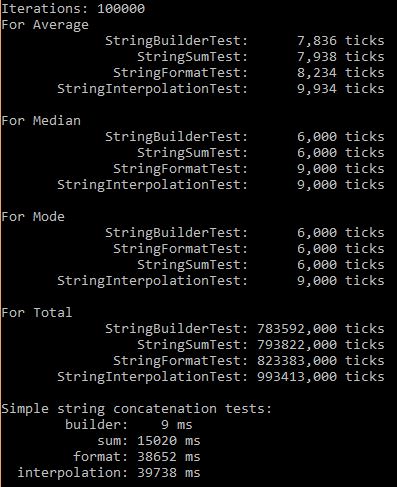 Iterations: 100000
For Average
StringBuilderTest: 7,836 ticks
StringSumTest: 7,938 ticks
StringFormatTest: 8,234 ticks
StringInterpolationTest: 9,934 ticks
For Median
StringBuilderTest: 6,000 ticks
StringSumTest: 6,000 ticks
StringFormatTest: 9,000 ticks
StringInterpolationTest: 9,000 ticks
For Mode
StringBuilderTest: 6,000 ticks
StringFormatTest: 6,000 ticks
StringSumTest: 6,000 ticks
StringInterpolationTest: 9,000 ticks
For Total
StringBuilderTest: 783592,000 ticks
StringSumTest: 793822,000 ticks
StringFormatTest: 823383,000 ticks
StringInterpolationTest: 993413,000 ticks
Simple string concatenation tests:
builder: 9 ms
sum: 15020 ms
format: 38652 ms
interpolation: 39738 ms